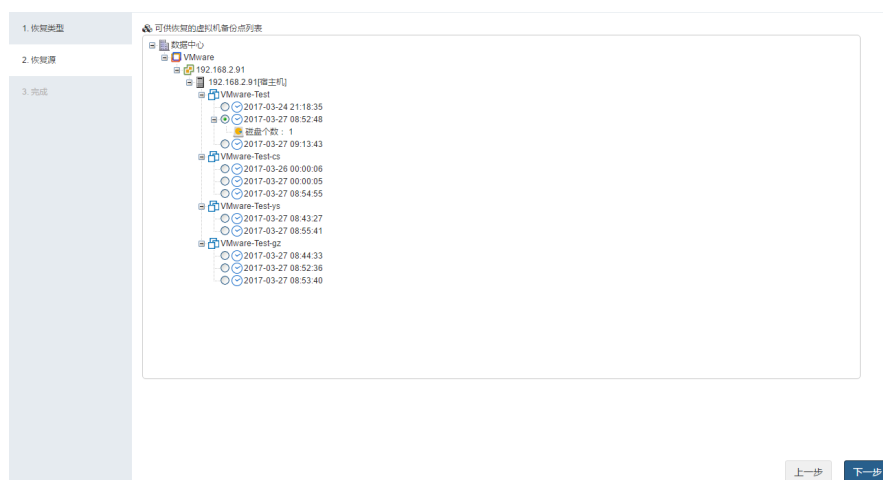 1. 恢复类型
2. 恢复源
3. 完成
可供恢复的虚拟机备份点列表
数据中心
VMware
192.168.2.91
192.168.2.91[宿主机]
VMware-Test
2017-03-24 21:18:35
2017-03-27 08:52:48
磁盘个数： 1
2017-03-27 09:13:43
VMware-Test-cs
2017-03-26 00:00:06
2017-03-27 00:00:05
2017-03-27 08:54:55
VMware-Test-ys
2017-03-27 08:43:27
2017-03-27 08:55:41
VMware-Test-gz
2017-03-27 08:44:33
2017-03-27 08:52:36
2017-03-27 08:53:40
上一步
下一步